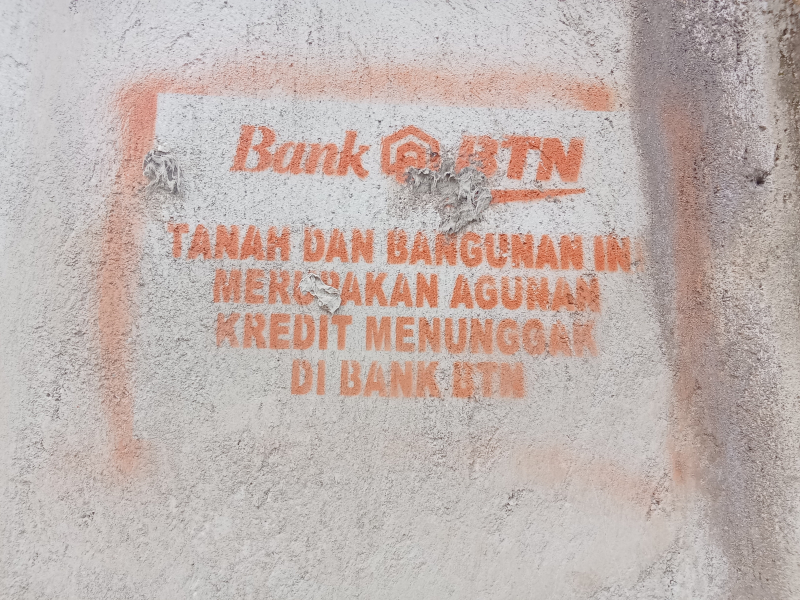 Bank BTN
TANAH DAN BANGUNAN INI
MERUPAKAN AGUNAN
KREDIT MENUNGGAK
DI BANK BTN